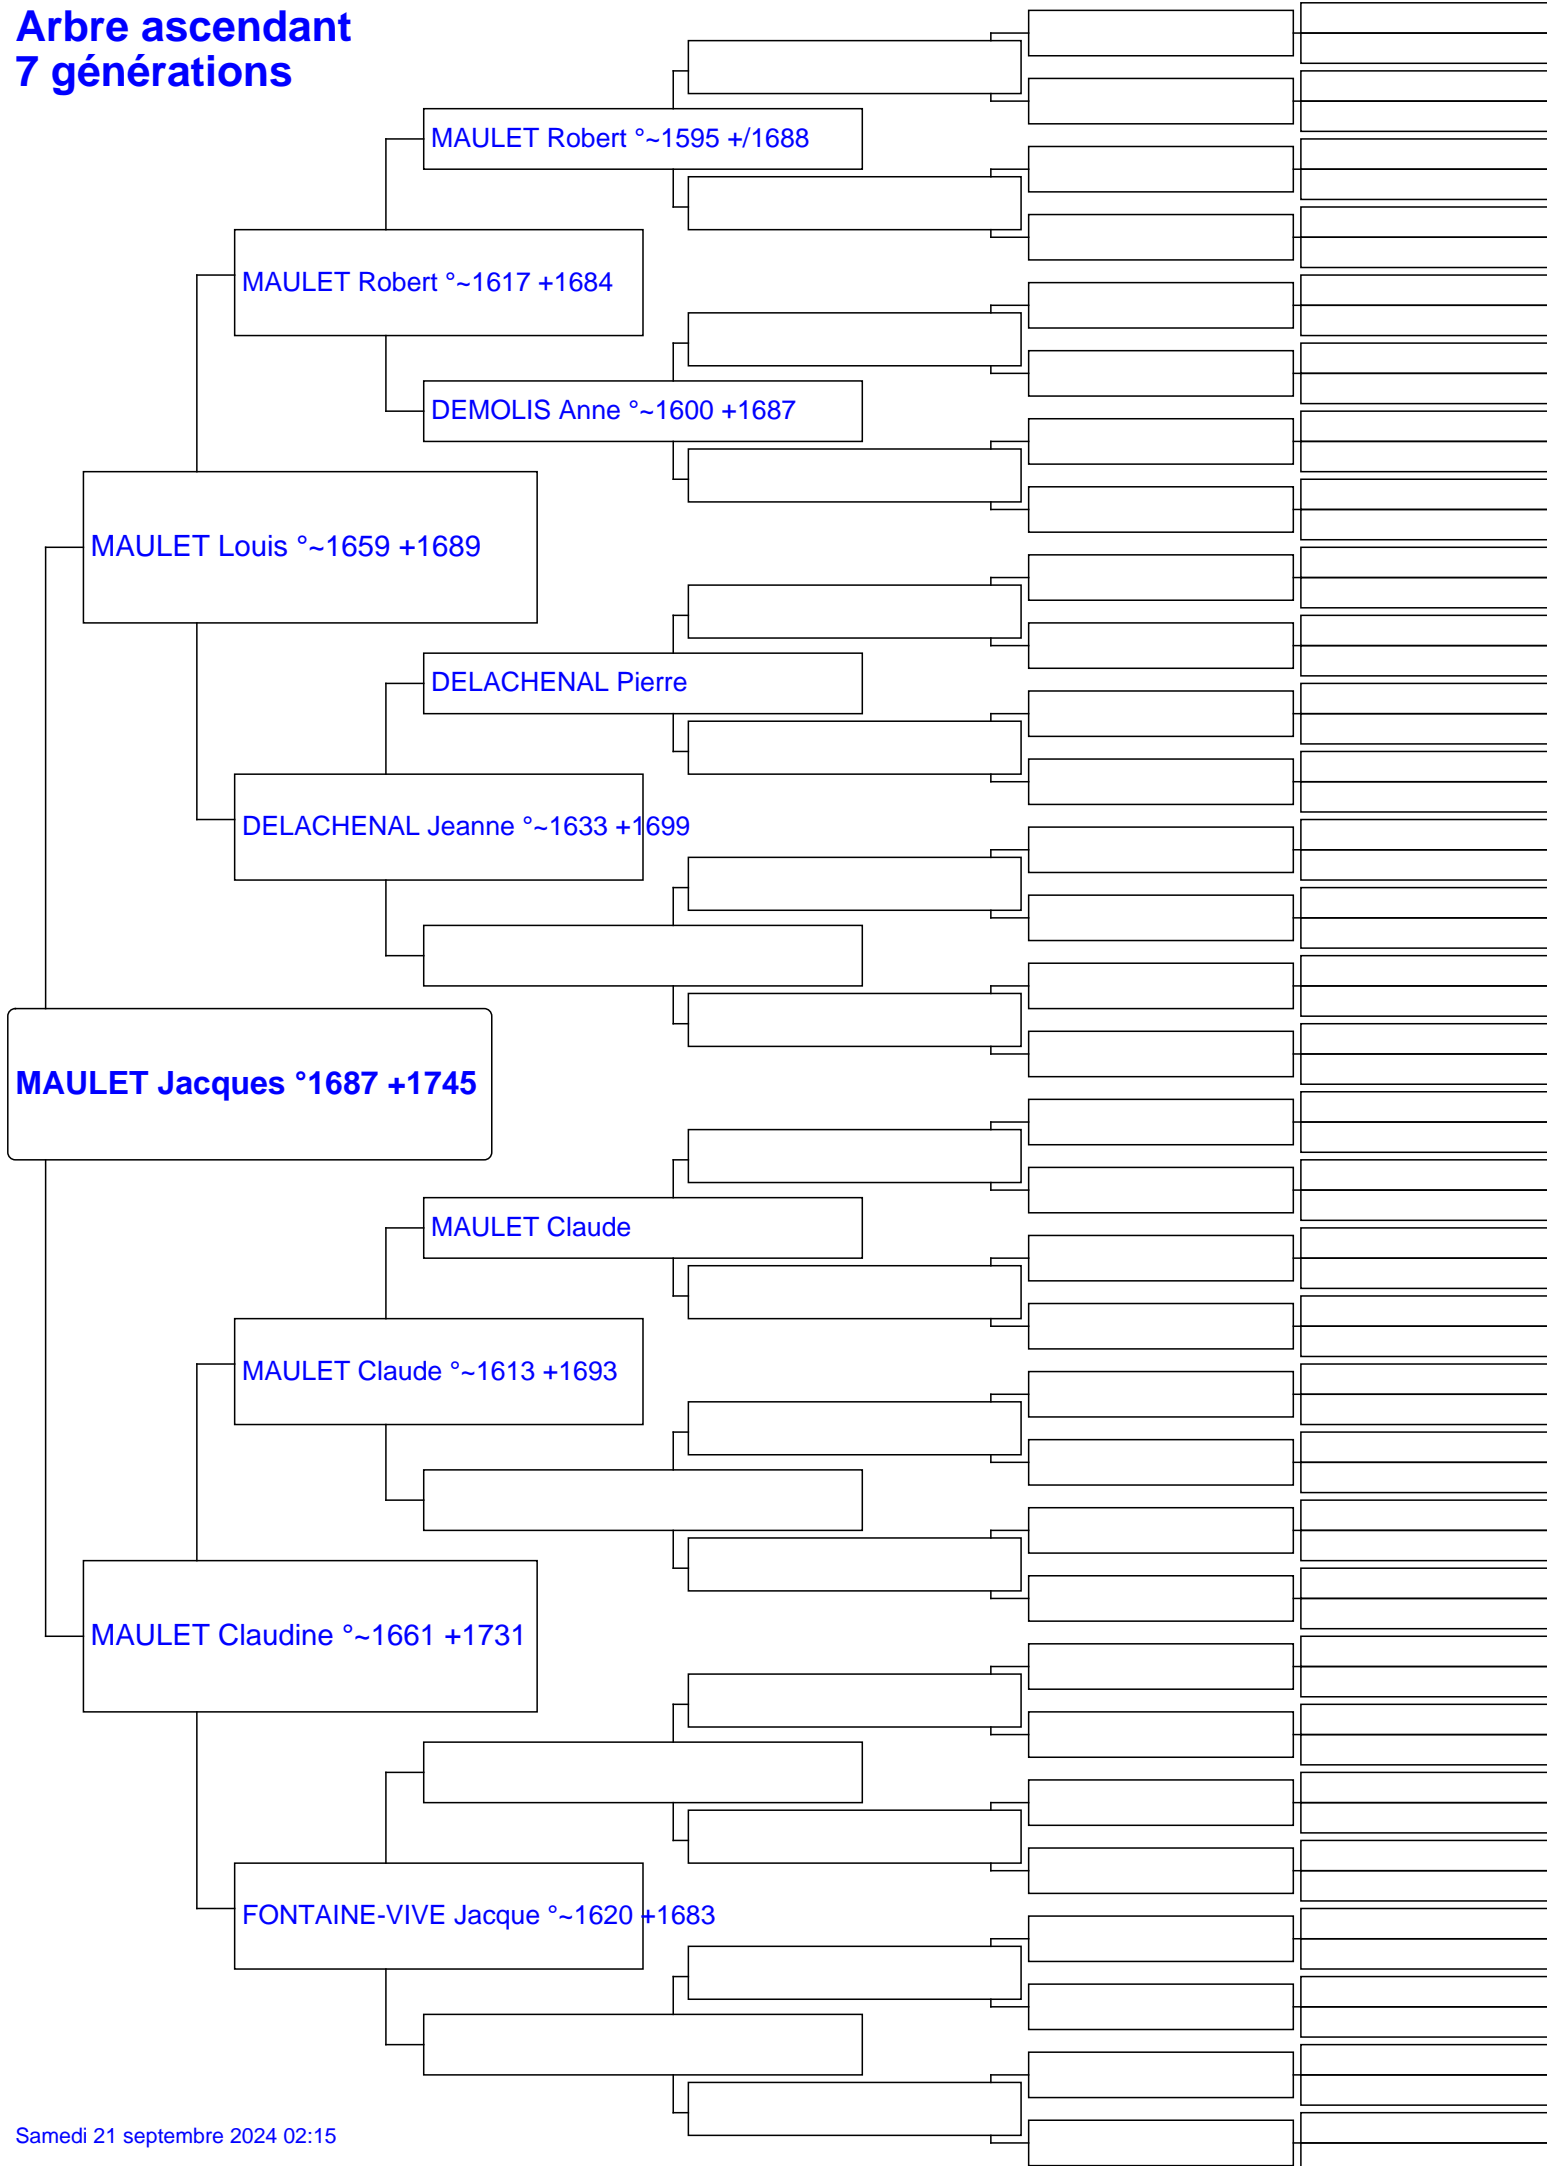 Arbre ascendant
7 générations
MAULET Robert °~1595 +/1688
MAULET Robert °~1617 +1684
DEMOLIS Anne °~1600 +1687
MAULET Louis °~1659 +1689
DELACHENAL Pierre
DELACHENAL Jeanne °~1633 +1699
MAULET Jacques °1687 +1745
MAULET Claude
MAULET Claude °~1613 +1693
MAULET Claudine °~1661 +1731
FONTAINE-VIVE Jacque °~1620 +1683
Samedi 21 septembre 2024 02:15